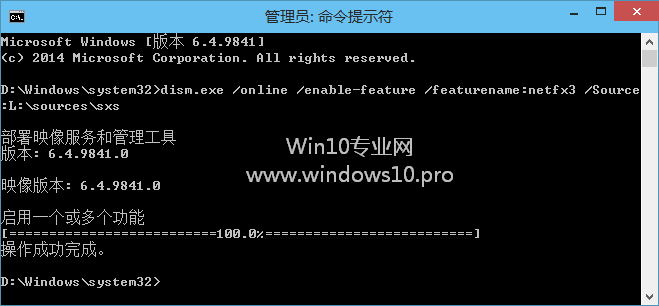 管理员: 命令提示符
Microsoft Windows [版本 6.4.9841]
(c) 2014 Microsoft Corporation. All rights reserved.
D:\Windows\system32>dism.exe /online /enable-feature /featurename:netfx3 /Source
:L:\sources\sxs
部署映像服务和管理工具
版本: 6.4.9841.0
Win10专业网
www.windows10.pro
映像版本: 6.4.9841.0
启用一个或多个功能
[==========================100.0%==========================]
操作成功完成。
D:\Windows\system32>